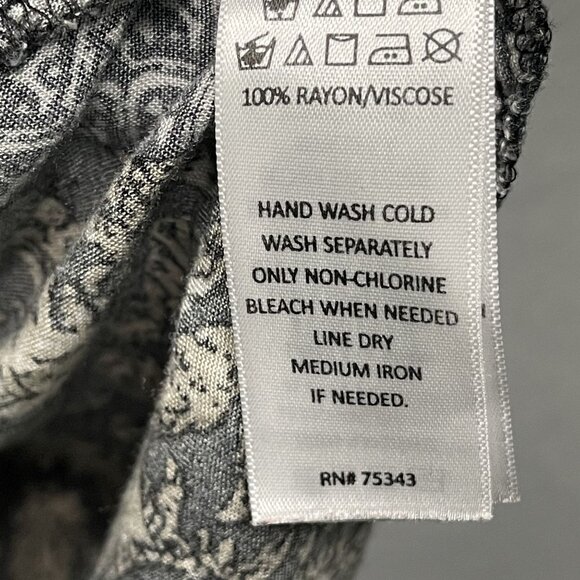 100% RAYON/VISCOSE
HAND WASH COLD
WASH SEPARATELY
ONLY NON-CHLORINE
BLEACH WHEN NEEDED
LINE DRY
MEDIUM IRON
IF NEEDED.
RN# 75343